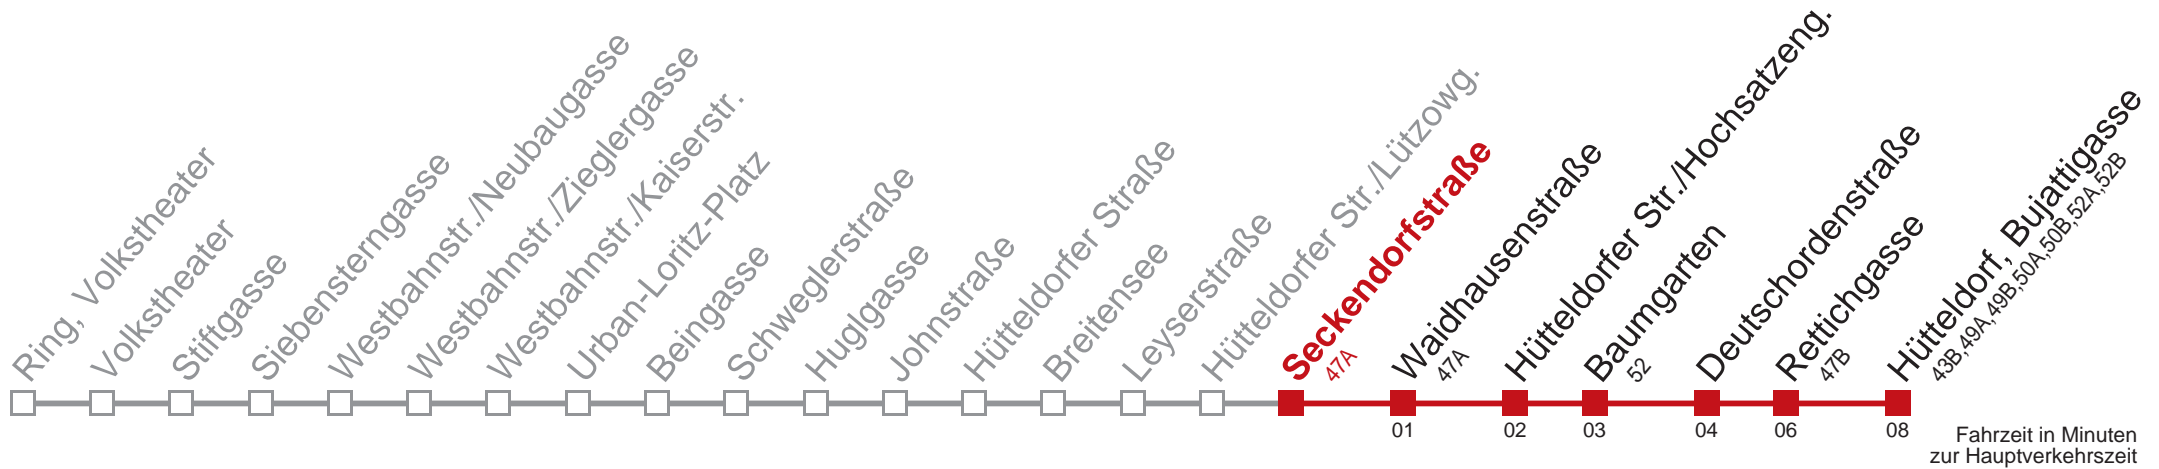 Ring, Volkstheater
Volkstheater
Stiftgasse
Siebensterngasse
Westbahnstr./Neubaugasse
Westbahnstr./Zieglergasse
Westbahnstr./Kaiserstr.
Urban-Loritz-Platz
Beingasse
Schweglerstraße
Huglgasse
Johnstraße
Hütteldorfer Straße
Breitensee
Leyserstraße
Hütteldorfer Str./Lützowg.
Seckendorfstraße
47A
Waidhausenstraße
47A
Hütteldorfer Str./Hochsatzeng.
Baumgarten
52
Deutschordenstraße
Rettichgasse
47B
Hütteldorf, Bujattigasse
43B,49A,49B,50A,50B,52A,52B
01 02 03 04 06 08
Fahrzeit in Minuten
zur Hauptverkehrszeit